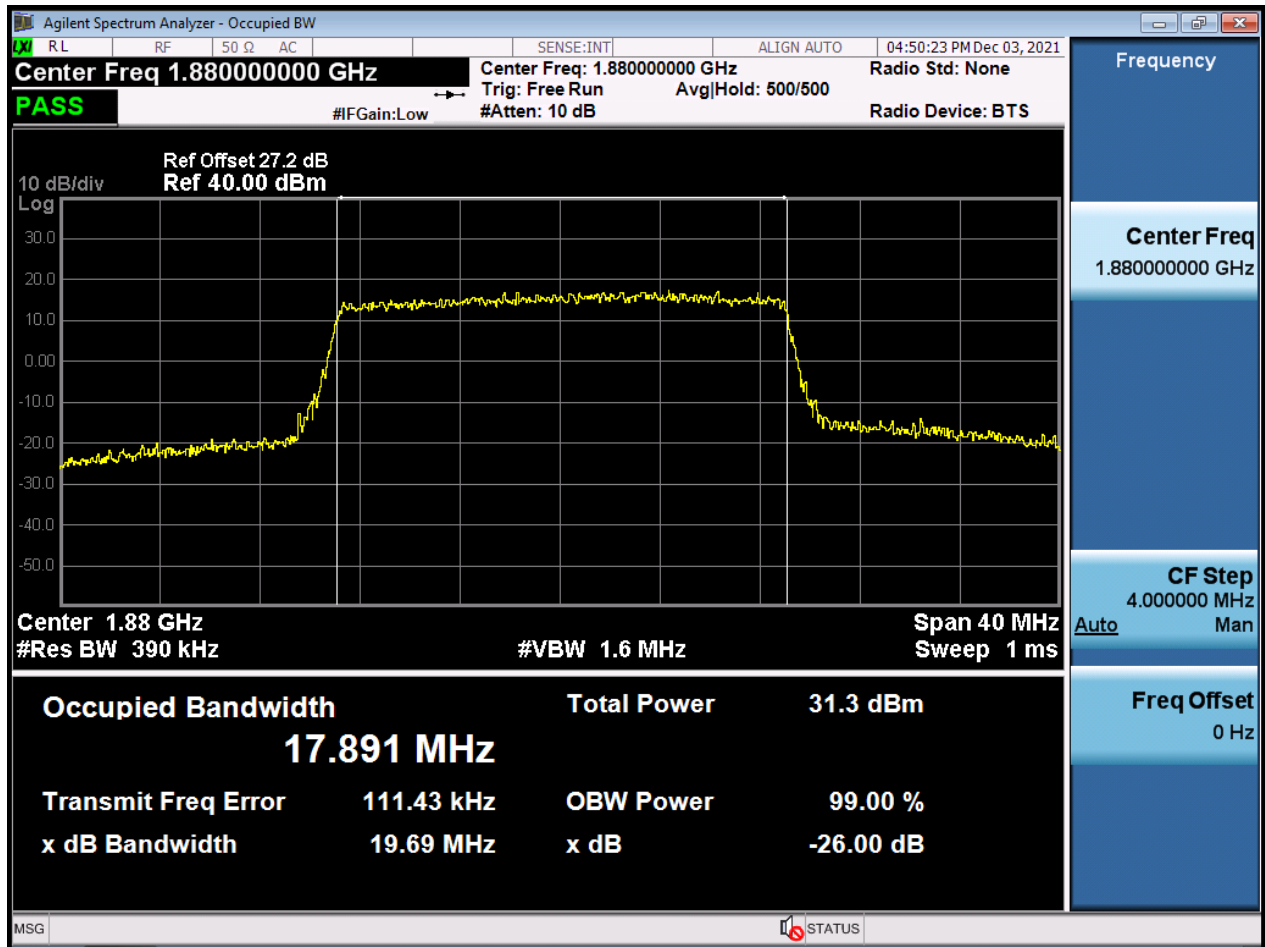 Agilent Spectrum Analyzer - Occupied BW
LXI RL RF 50 Ω AC SENSE:INT ALIGN AUTO 04:50:23 PM Dec 03, 2021
Center Freq 1.880000000 GHz
PASS
#IFGain:Low
Center Freq: 1.880000000 GHz
Trig: Free Run Avg|Hold: 500/500
#Atten: 10 dB
Radio Std: None
Radio Device: BTS
Ref Offset 27.2 dB
10 dB/div Ref 40.00 dBm
Log
30.0
20.0
10.0
0.00
-10.0
-20.0
-30.0
-40.0
-50.0
Center 1.88 GHz Span 40 MHz
#Res BW 390 kHz #VBW 1.6 MHz Sweep 1 ms
Occupied Bandwidth Total Power 31.3 dBm
17.891 MHz
Transmit Freq Error 111.43 kHz OBW Power 99.00 %
x dB Bandwidth 19.69 MHz x dB -26.00 dB
Frequency
Center Freq
1.880000000 GHz
CF Step
4.000000 MHz
Auto Man
Freq Offset
0 Hz
MSG STATUS